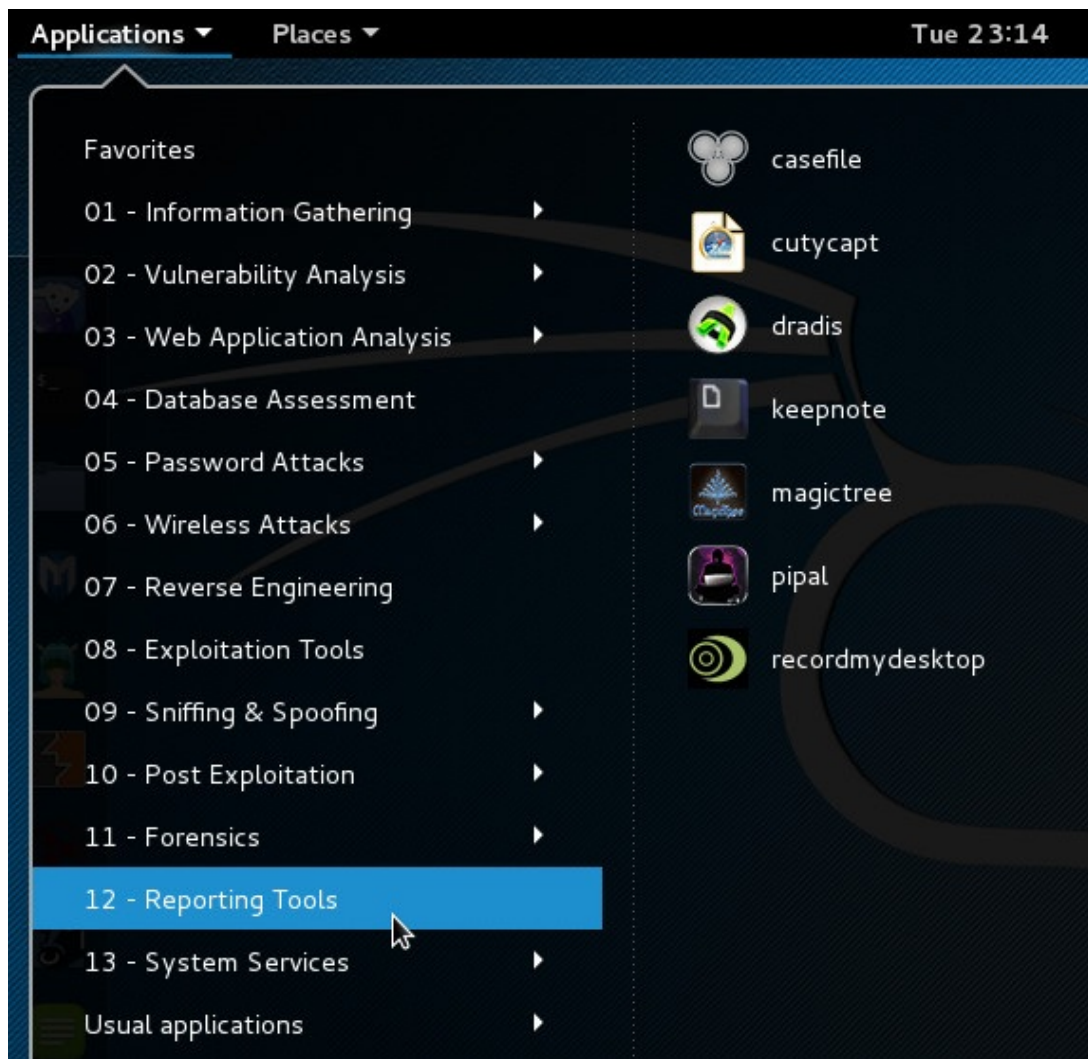 Applications Places Tue 23:14
Favorites
01 - Information Gathering
02 - Vulnerability Analysis
03 - Web Application Analysis
04 - Database Assessment
05 - Password Attacks
06 - Wireless Attacks
07 - Reverse Engineering
08 - Exploitation Tools
09 - Sniffing & Spoofing
10 - Post Exploitation
11 - Forensics
12 - Reporting Tools
13 - System Services
Usual applications
casefile
cutycapt
dradis
keepnote
magictree
pipal
recordmydesktop